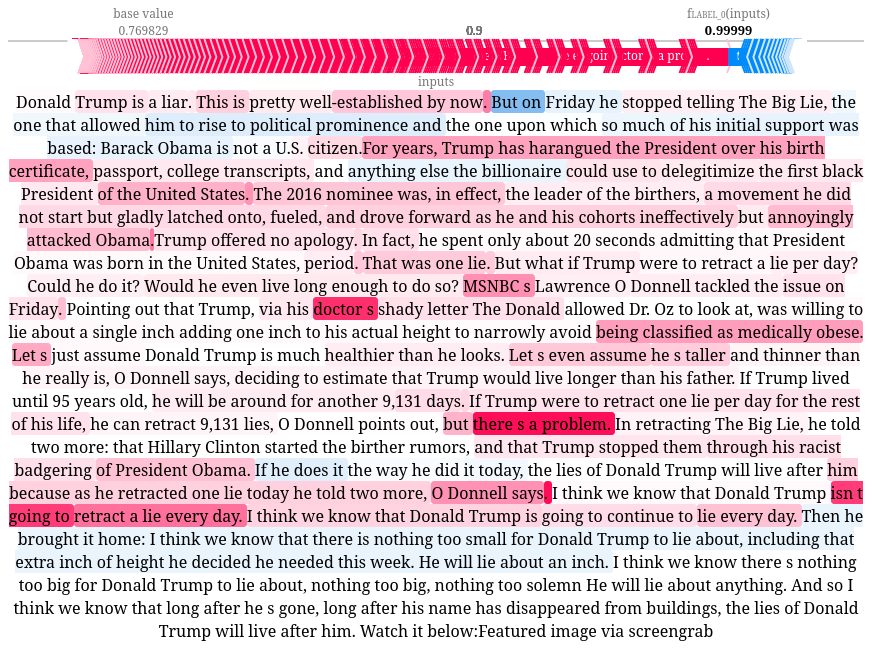 base value
fLABEL_0(inputs)
0.769829
0.9
0.99999
inputs
Donald Trump is a liar. This is pretty well-established by now. But on Friday he stopped telling The Big Lie, the
one that allowed him to rise to political prominence and the one upon which so much of his initial support was
based: Barack Obama is not a U.S. citizen.For years, Trump has harangued the President over his birth
certificate, passport, college transcripts, and anything else the billionaire could use to delegitimize the first black
President of the United States. The 2016 nominee was, in effect, the leader of the birthers, a movement he did
not start but gladly latched onto, fueled, and drove forward as he and his cohorts ineffectively but annoyingly
attacked Obama.Trump offered no apology. In fact, he spent only about 20 seconds admitting that President
Obama was born in the United States, period. That was one lie. But what if Trump were to retract a lie per day?
Could he do it? Would he even live long enough to do so? MSNBC s Lawrence O Donnell tackled the issue on
Friday. Pointing out that Trump, via his doctor s shady letter The Donald allowed Dr. Oz to look at, was willing to
lie about a single inch adding one inch to his actual height to narrowly avoid being classified as medically obese.
Let s just assume Donald Trump is much healthier than he looks. Let s even assume he s taller and thinner than
he really is, O Donnell says, deciding to estimate that Trump would live longer than his father. If Trump lived
until 95 years old, he will be around for another 9,131 days. If Trump were to retract one lie per day for the rest
of his life, he can retract 9,131 lies, O Donnell points out, but there s a problem. In retracting The Big Lie, he told
two more: that Hillary Clinton started the birther rumors, and that Trump stopped them through his racist
badgering of President Obama. If he does it the way he did it today, the lies of Donald Trump will live after him
because as he retracted one lie today he told two more, O Donnell says. I think we know that Donald Trump isn t
going to retract a lie every day. I think we know that Donald Trump is going to continue to lie every day. Then he
brought it home: I think we know that there is nothing too small for Donald Trump to lie about, including that
extra inch of height he decided he needed this week. He will lie about an inch. I think we know there s nothing
too big for Donald Trump to lie about, nothing too big, nothing too solemn He will lie about anything. And so I
think we know that long after he s gone, long after his name has disappeared from buildings, the lies of Donald
Trump will live after him. Watch it below:Featured image via screengrab